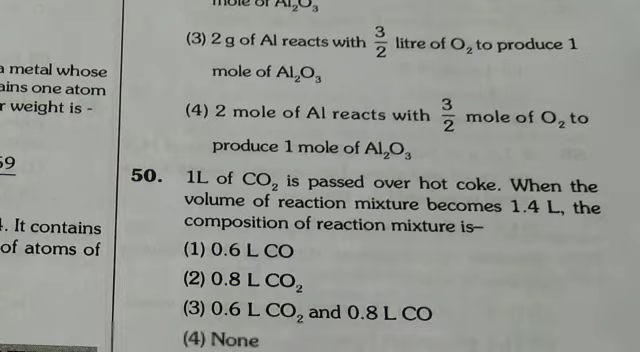 mole of Al₂O₃
(3) 2 g of Al reacts with 3/2 litre of O₂ to produce 1
mole of Al₂O₃
(4) 2 mole of Al reacts with 3/2 mole of O₂ to
produce 1 mole of Al₂O₃
50. 1L of CO₂ is passed over hot coke. When the
volume of reaction mixture becomes 1.4 L, the
composition of reaction mixture is–
(1) 0.6 L CO
(2) 0.8 L CO₂
(3) 0.6 L CO₂ and 0.8 L CO
(4) None
a metal whose
ains one atom
r weight is -
59
. It contains
of atoms of